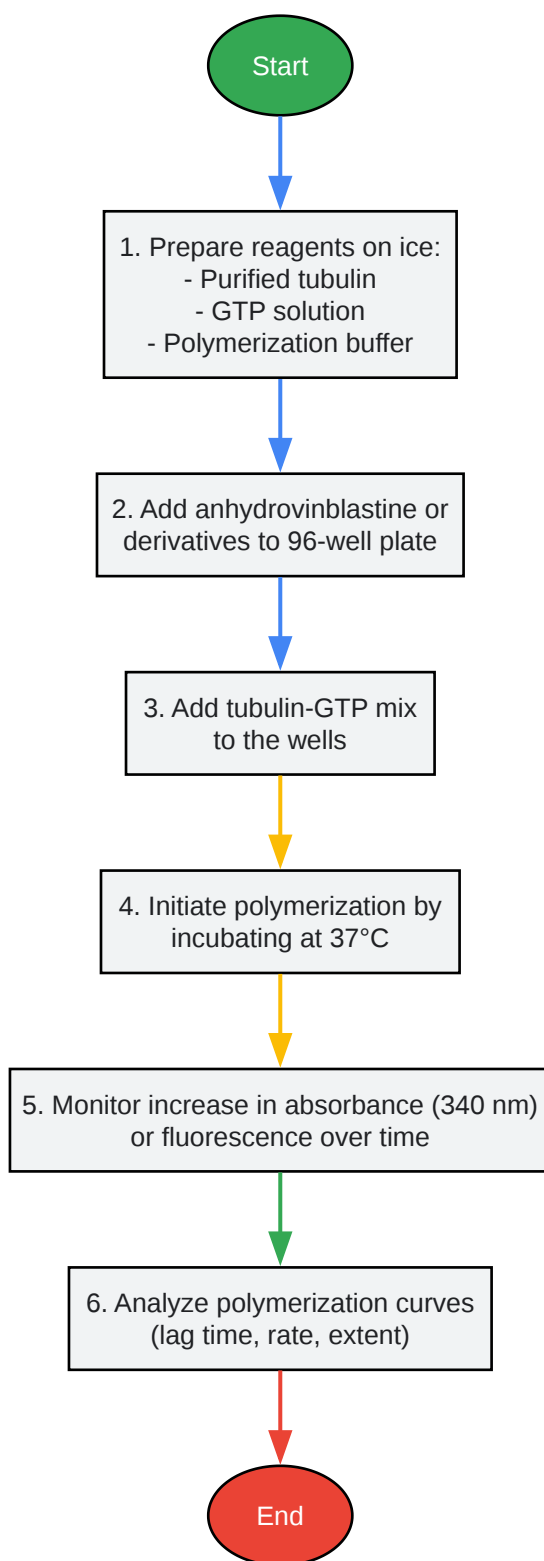 Start
1. Prepare reagents on ice:
- Purified tubulin
- GTP solution
- Polymerization buffer
2. Add anhydrovinblastine or
derivatives to 96-well plate
3. Add tubulin-GTP mix
to the wells
4. Initiate polymerization by
incubating at 37°C
5. Monitor increase in absorbance (340 nm)
or fluorescence over time
6. Analyze polymerization curves
(lag time, rate, extent)
End